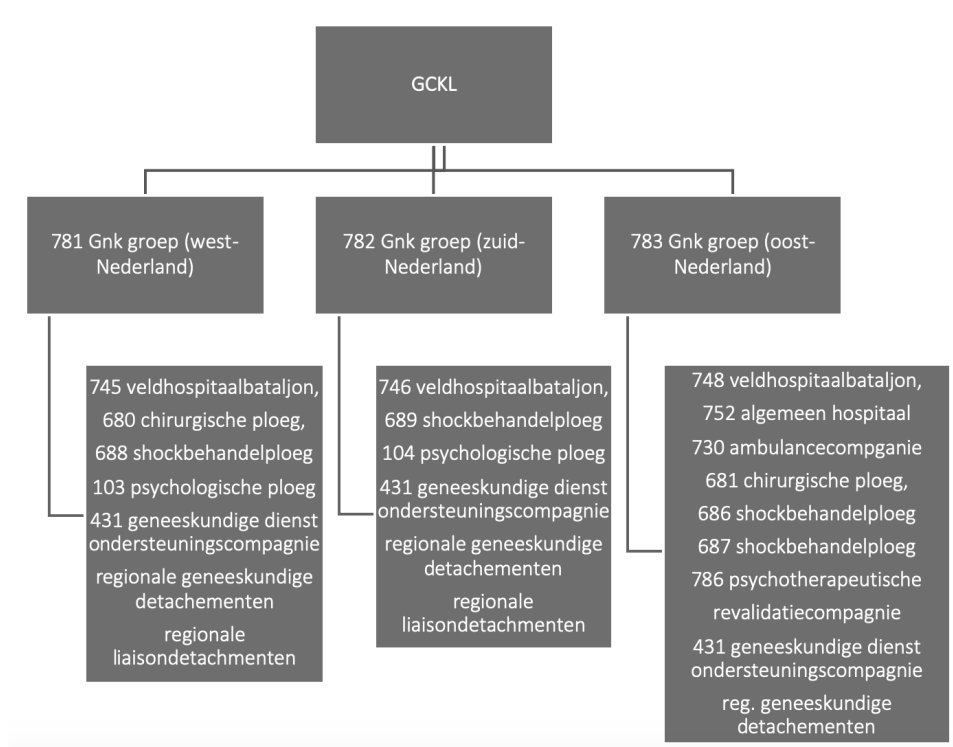 GCKL
781 Gnk groep (west-
Nederland)
782 Gnk groep (zuid-
Nederland)
783 Gnk groep (oost-
Nederland)
745 veldhospitaalbataljon,
680 chirurgische ploeg,
688 shockbehandelploeg
103 psychologische ploeg
431 geneeskundige dienst
ondersteuningscompagnie
regionale geneeskundige
detachementen
regionale
liaisondetachmenten
746 veldhospitaalbataljon,
689 shockbehandelploeg
104 psychologische ploeg
431 geneeskundige dienst
ondersteuningscompagnie
regionale geneeskundige
detachementen
regionale
liaisondetachmenten
748 veldhospitaalbataljon,
752 algemeen hospitaal
730 ambulancecompganie
681 chirurgische ploeg,
686 shockbehandelploeg
687 shockbehandelploeg
786 psychotherapeutische
revalidatiecompagnie
431 geneeskundige dienst
ondersteuningscompagnie
reg. geneeskundige
detachementen